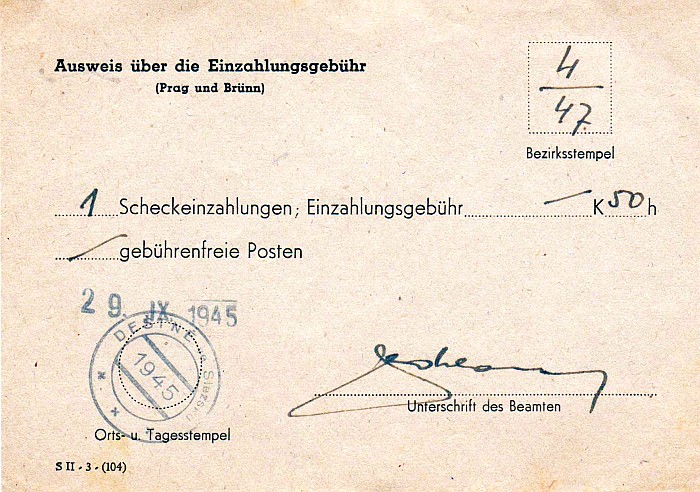 Ausweis über die Einzahlungsgebühr
(Prag und Brünn)
4
47
Bezirksstempel
1 Scheckeinzahlungen; Einzahlungsgebühr — K 50 h
gebührenfreie Posten
29. IX. 1945
DESTNÉ
1945
Unterschrift des Beamten
Orts- u. Tagesstempel
S II - 3 - (104)